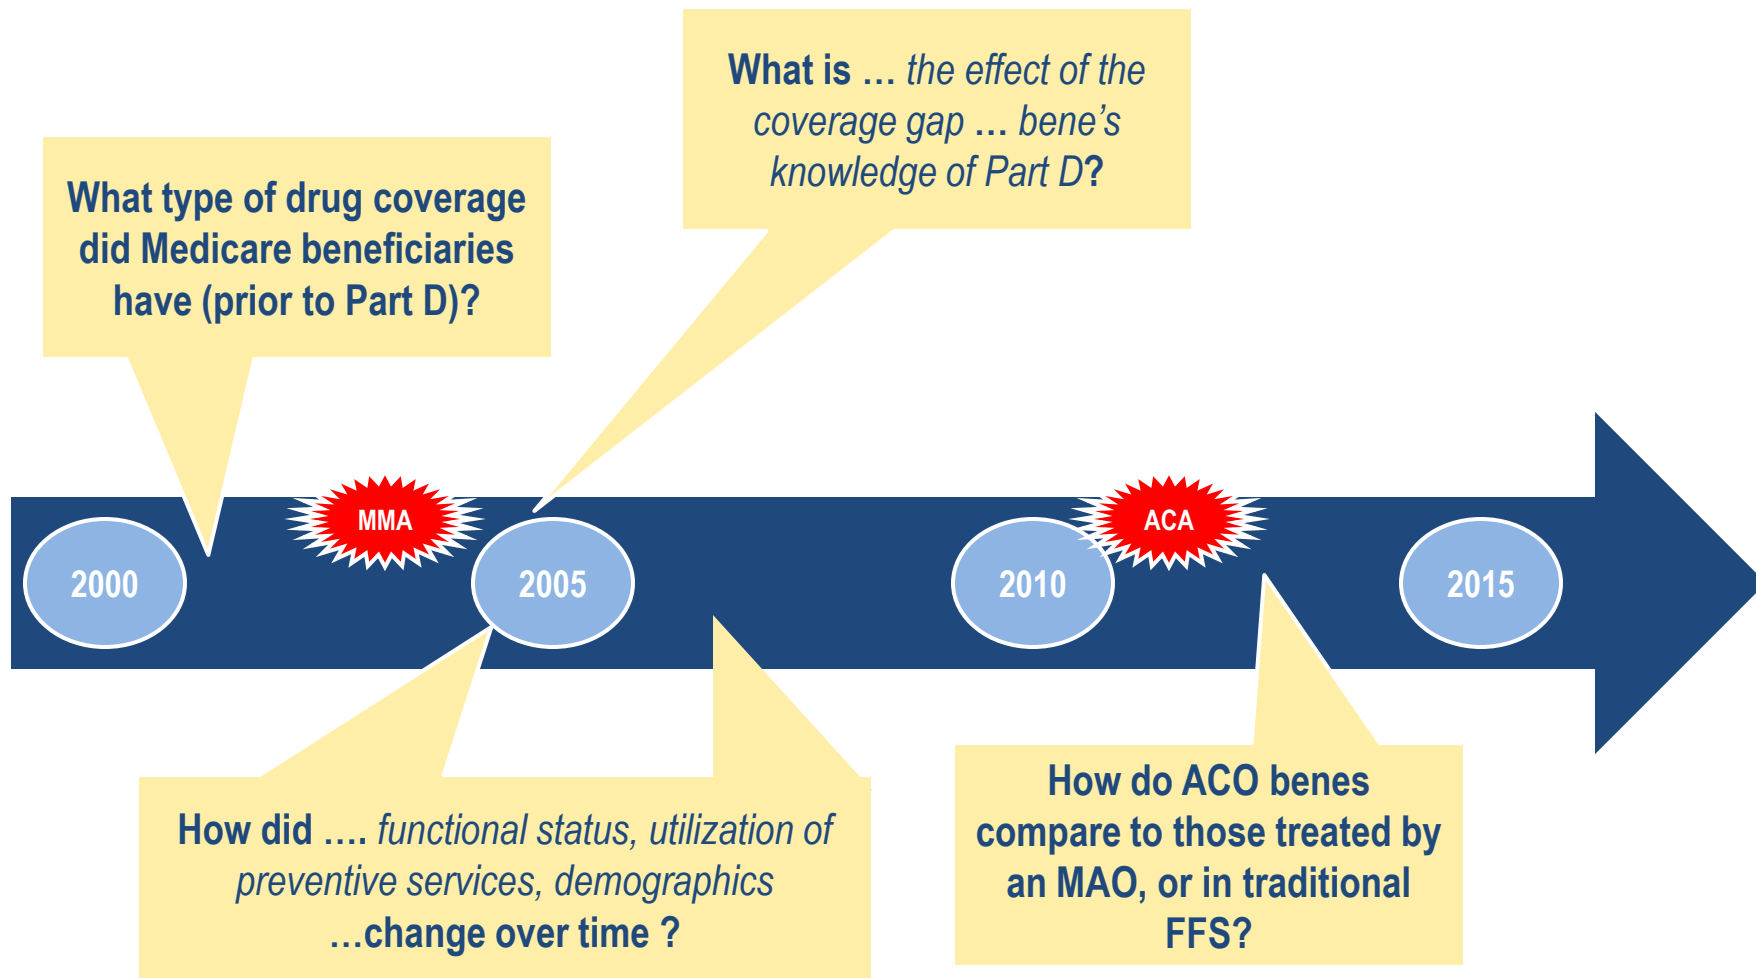 What is … the effect of the
coverage gap … bene’s
knowledge of Part D?
What type of drug coverage
did Medicare beneficiaries
have (prior to Part D)?
MMA
ACA
2000
2005
2010
2015
How did …. functional status, utilization of
preventive services, demographics
…change over time ?
How do ACO benes
compare to those treated by
an MAO, or in traditional
FFS?